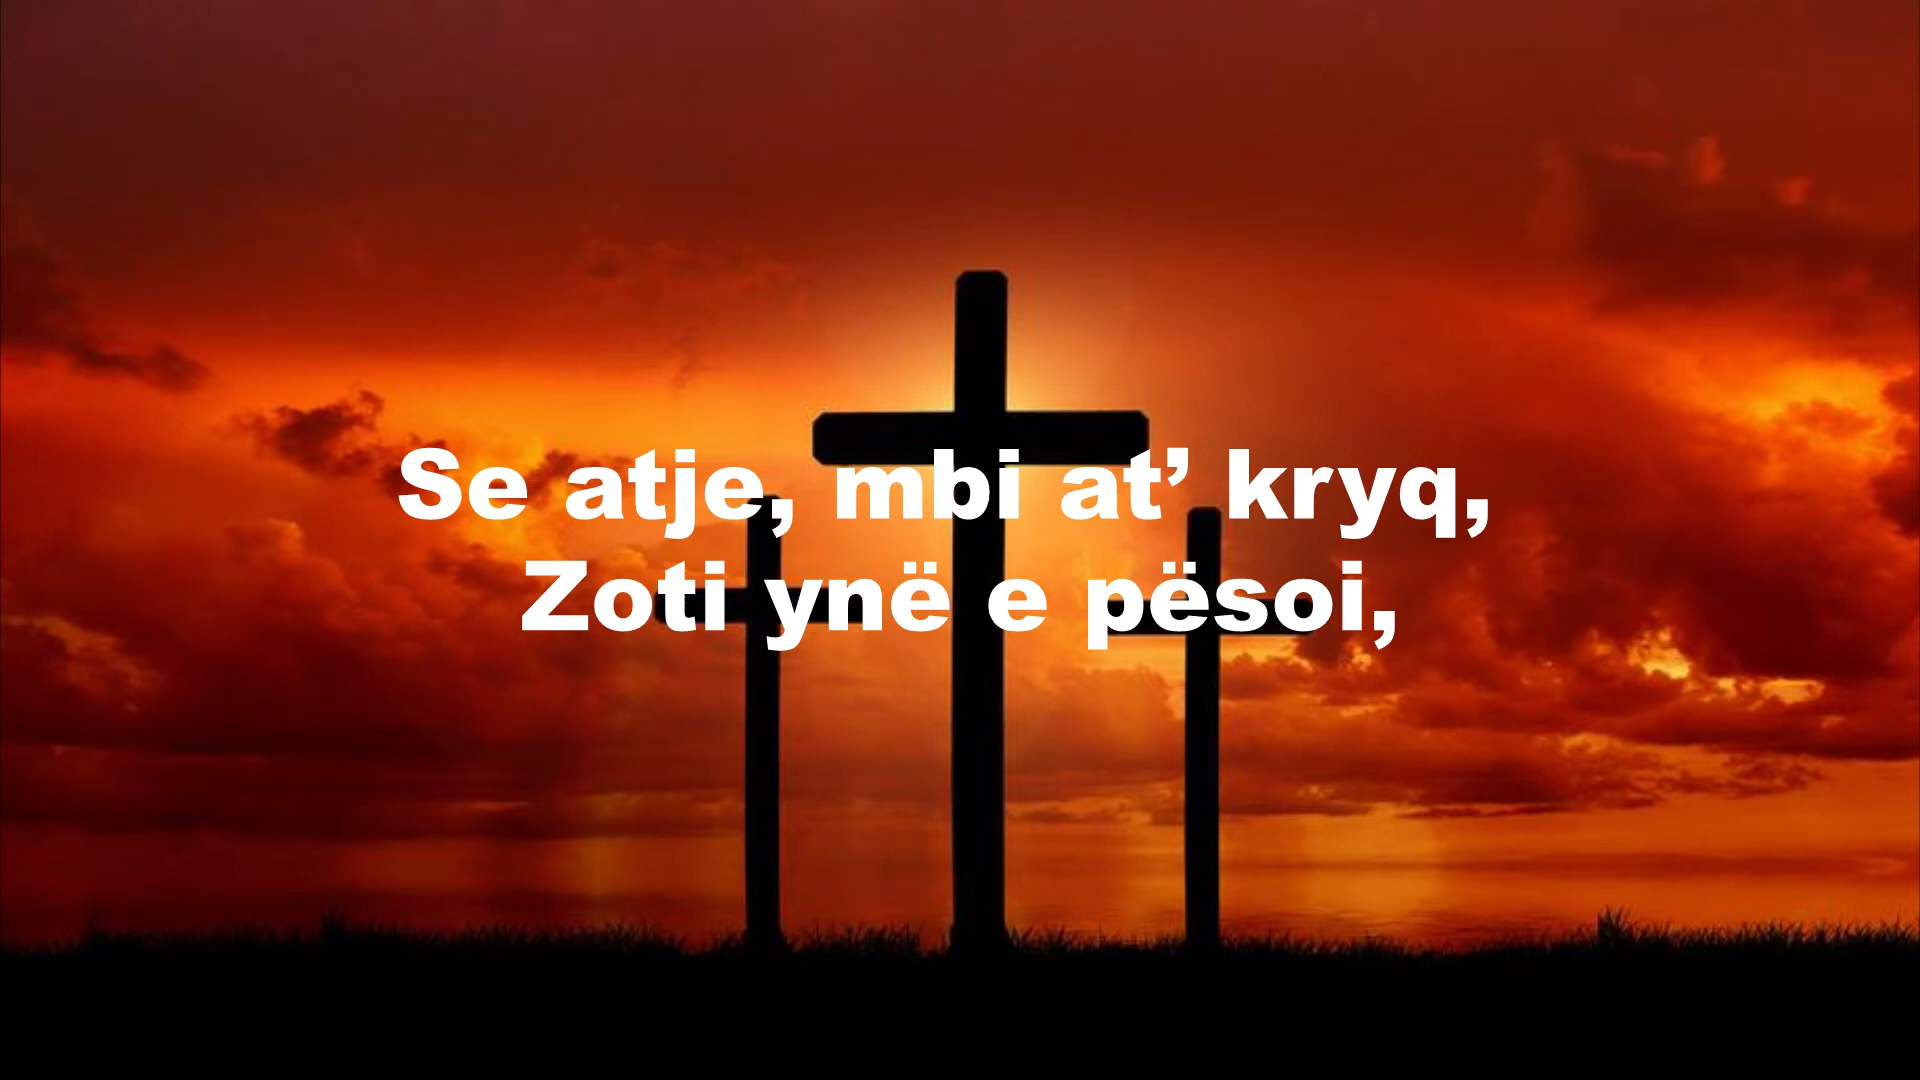 Se atje, mbi at’ kryq,
Zoti ynë e pësoi,